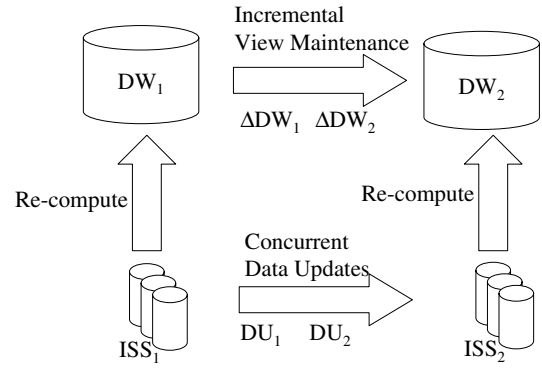 Incremental
View Maintenance
DW1
DW2
ΔDW1 ΔDW2
Re-compute
Re-compute
Concurrent
Data Updates
DU1 DU2
ISS1
ISS2